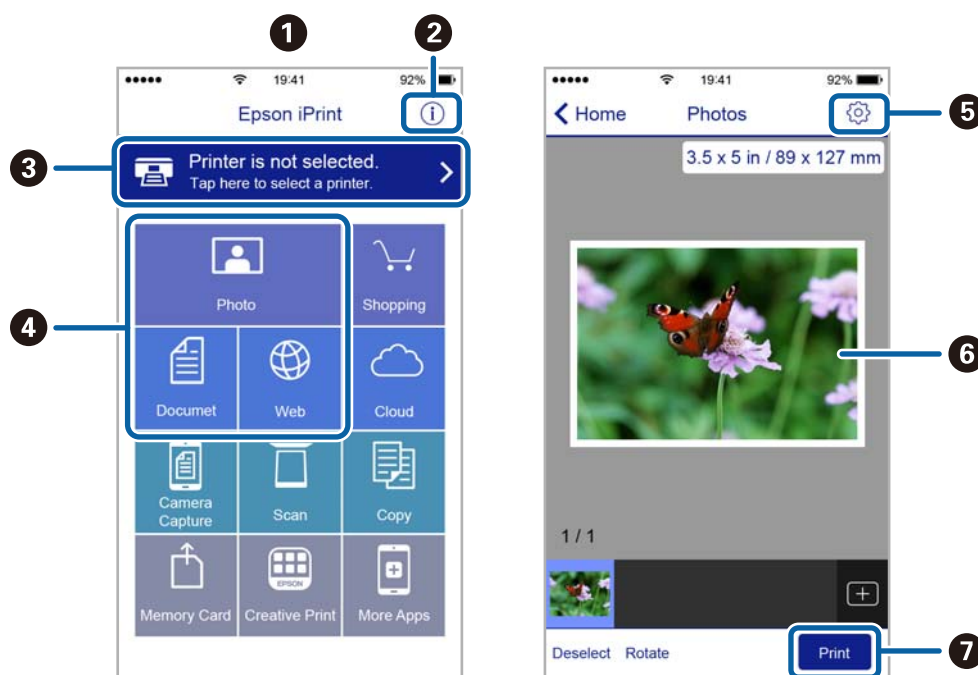 1 2
19:41 92%
Epson iPrint
3
Printer is not selected.
Tap here to select a printer.
4
Photo Shopping
Documet Web Cloud
Camera
Capture Scan Copy
EPSON
Memory Card Creative Print More Apps
19:41 92%
Home Photos 5
3.5 x 5 in / 89 x 127 mm
6
1 / 1
Deselect Rotate Print 7